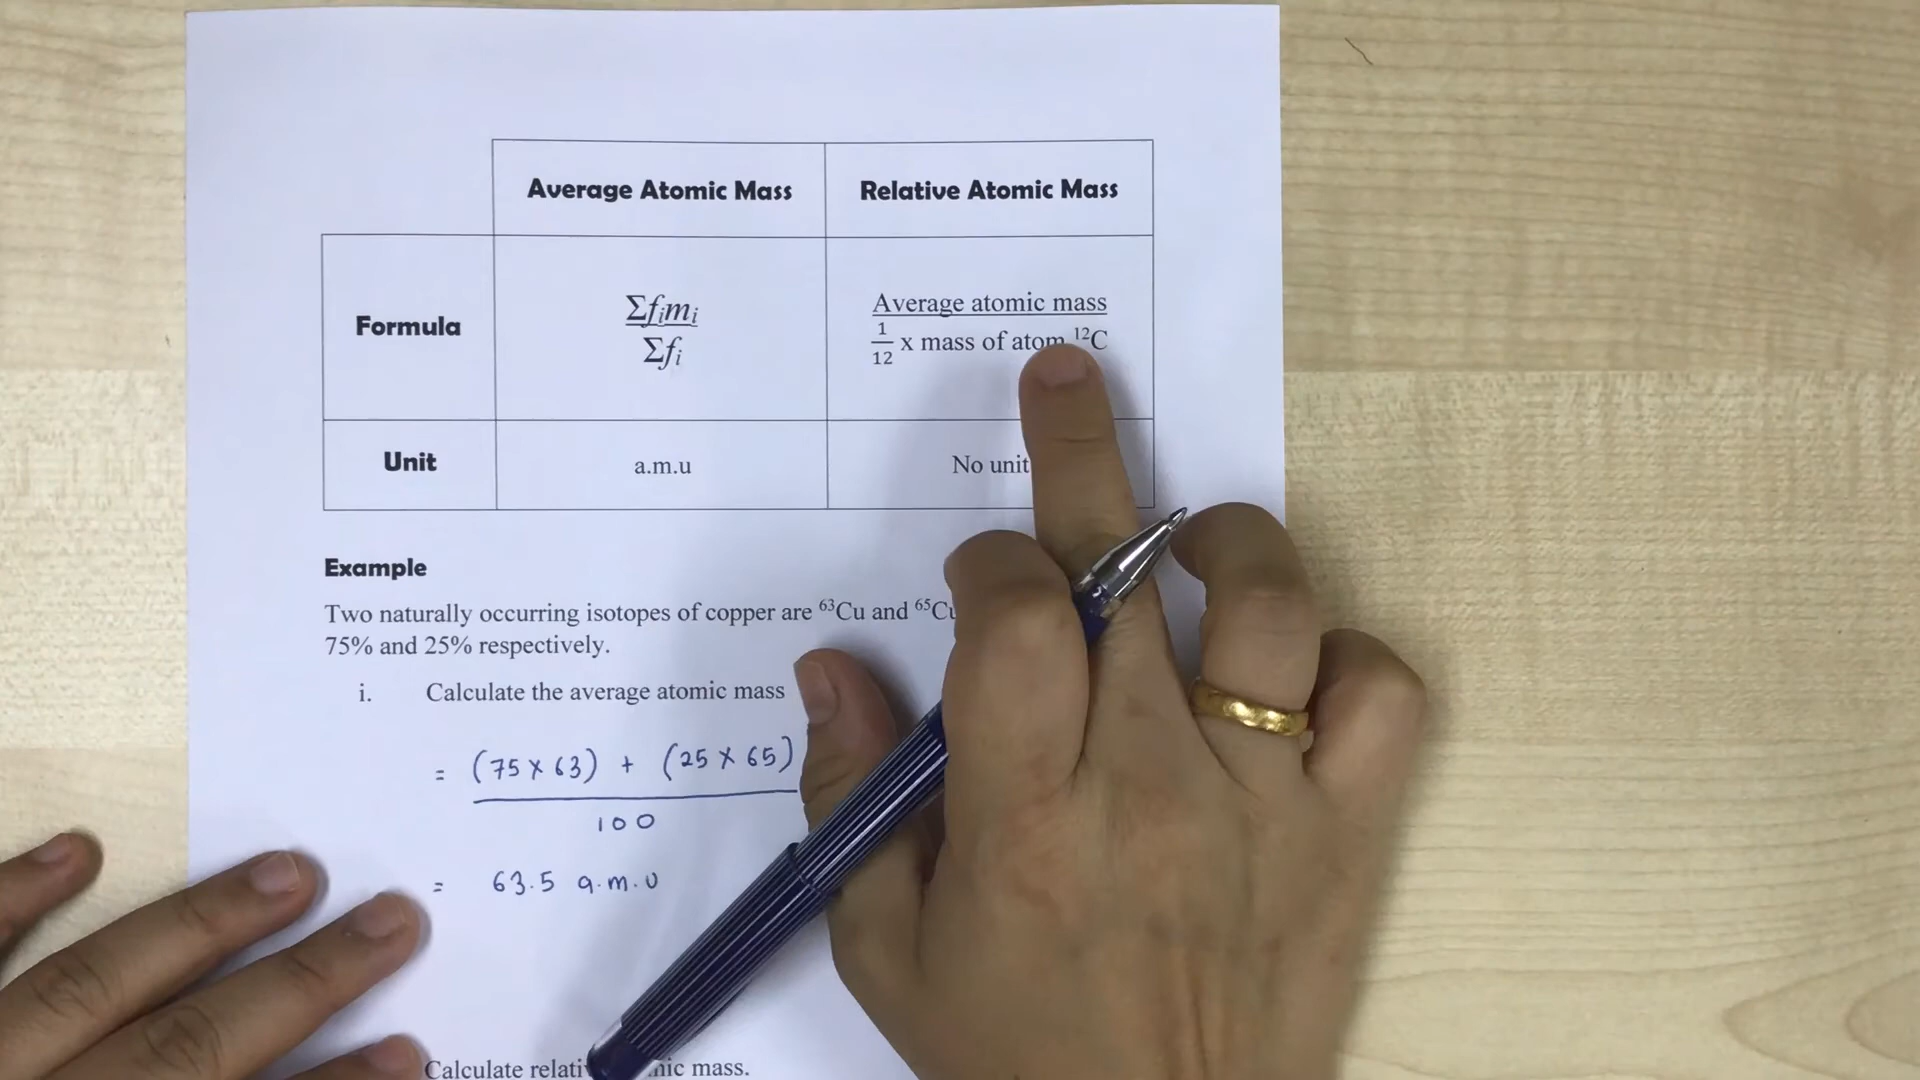 Average Atomic Mass
Relative Atomic Mass
Formula
Σfᵢmᵢ
Σfᵢ
Average atomic mass
1/12 x mass of atom ¹²C
Unit
a.m.u
No unit
Example
Two naturally occurring isotopes of copper are ⁶³Cu and ⁶⁵Cu
75% and 25% respectively.
i. Calculate the average atomic mass
= (75 × 63) + (25 × 65)
100
= 63.5 a.m.u
Calculate mass.